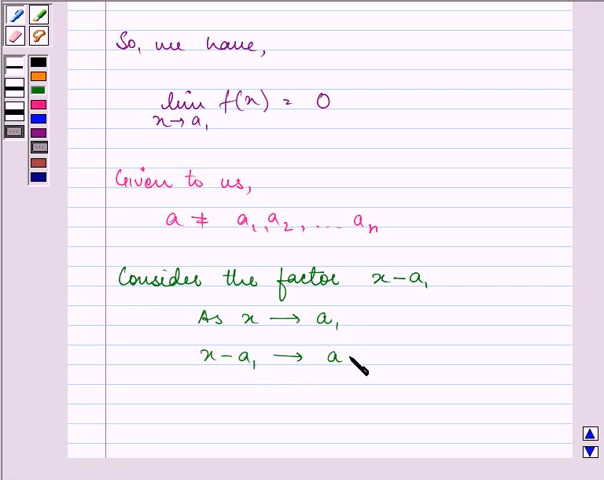 So, we have,
lim f(x) = 0
x→a₁
Given to us,
a ≠ a₁, a₂, .... aₙ
Consider the factor x-a₁
As x → a₁
x-a₁ → a